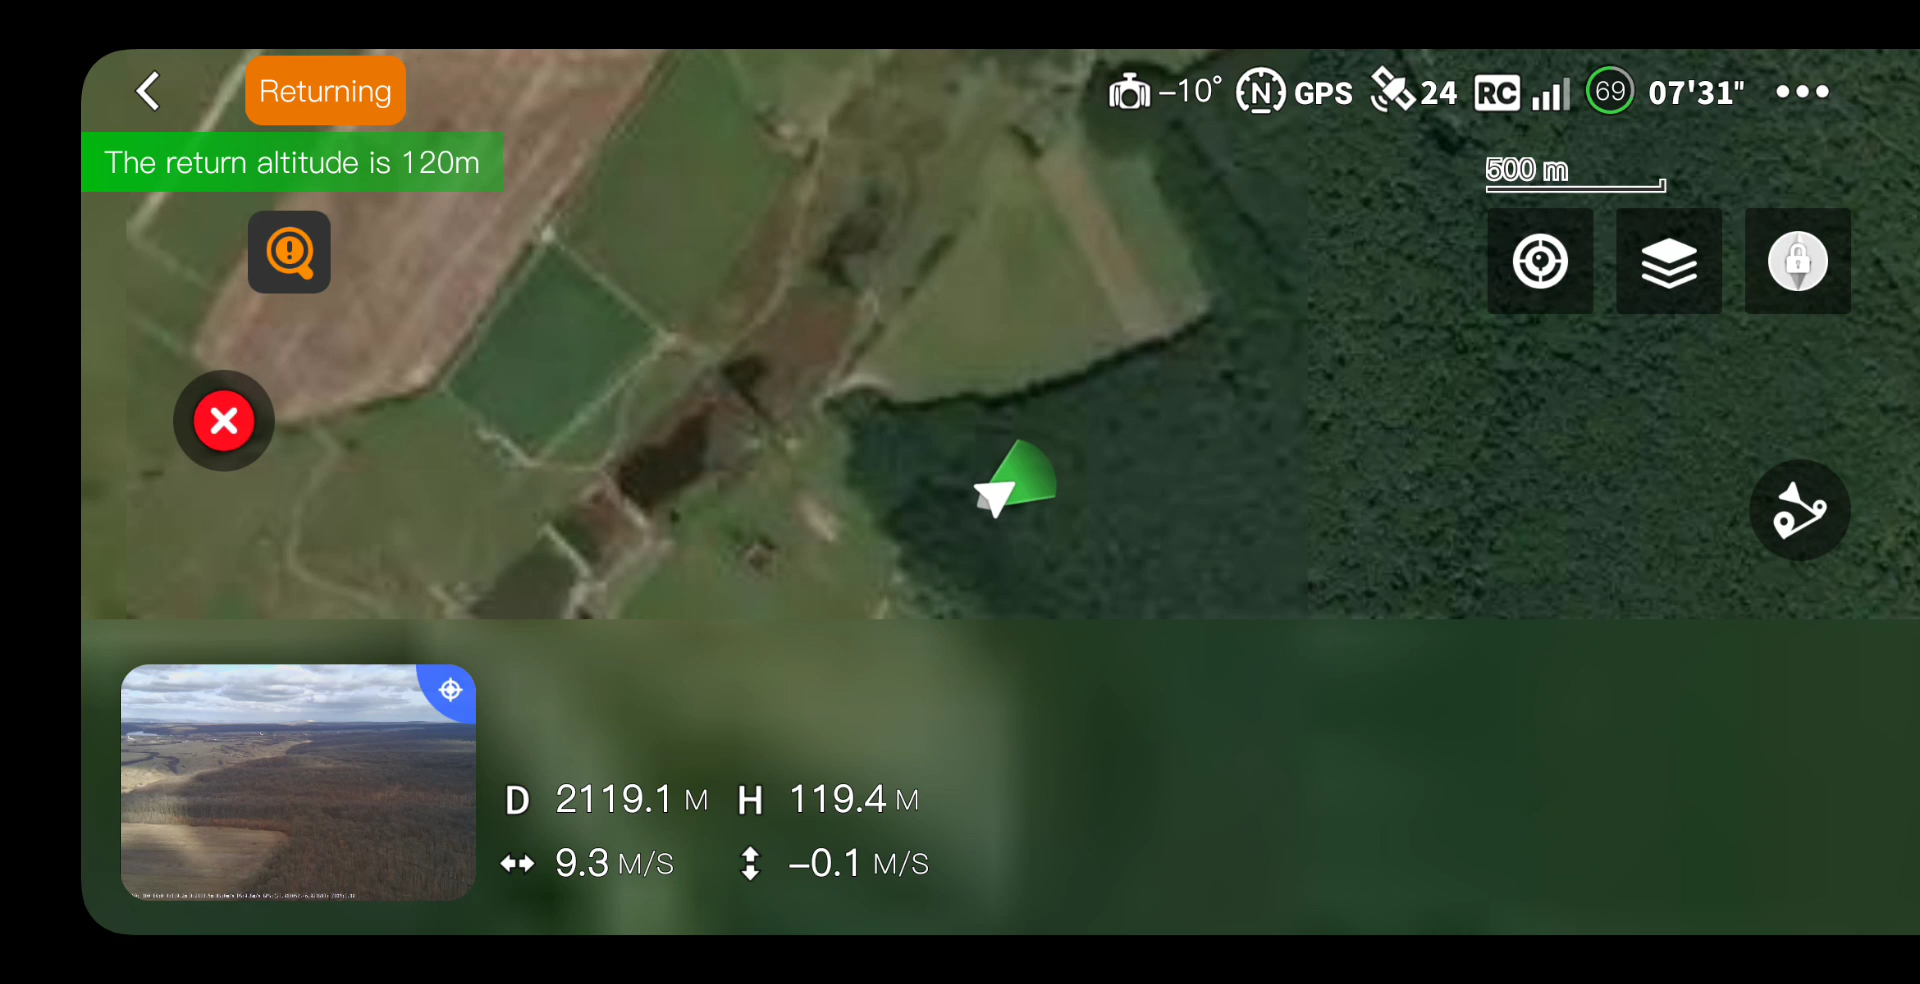 Returning
−10° N GPS 24 RC 69 07'31"
The return altitude is 120m
500 m
D 2119.1 M H 119.4 M
9.3 M/S −0.1 M/S